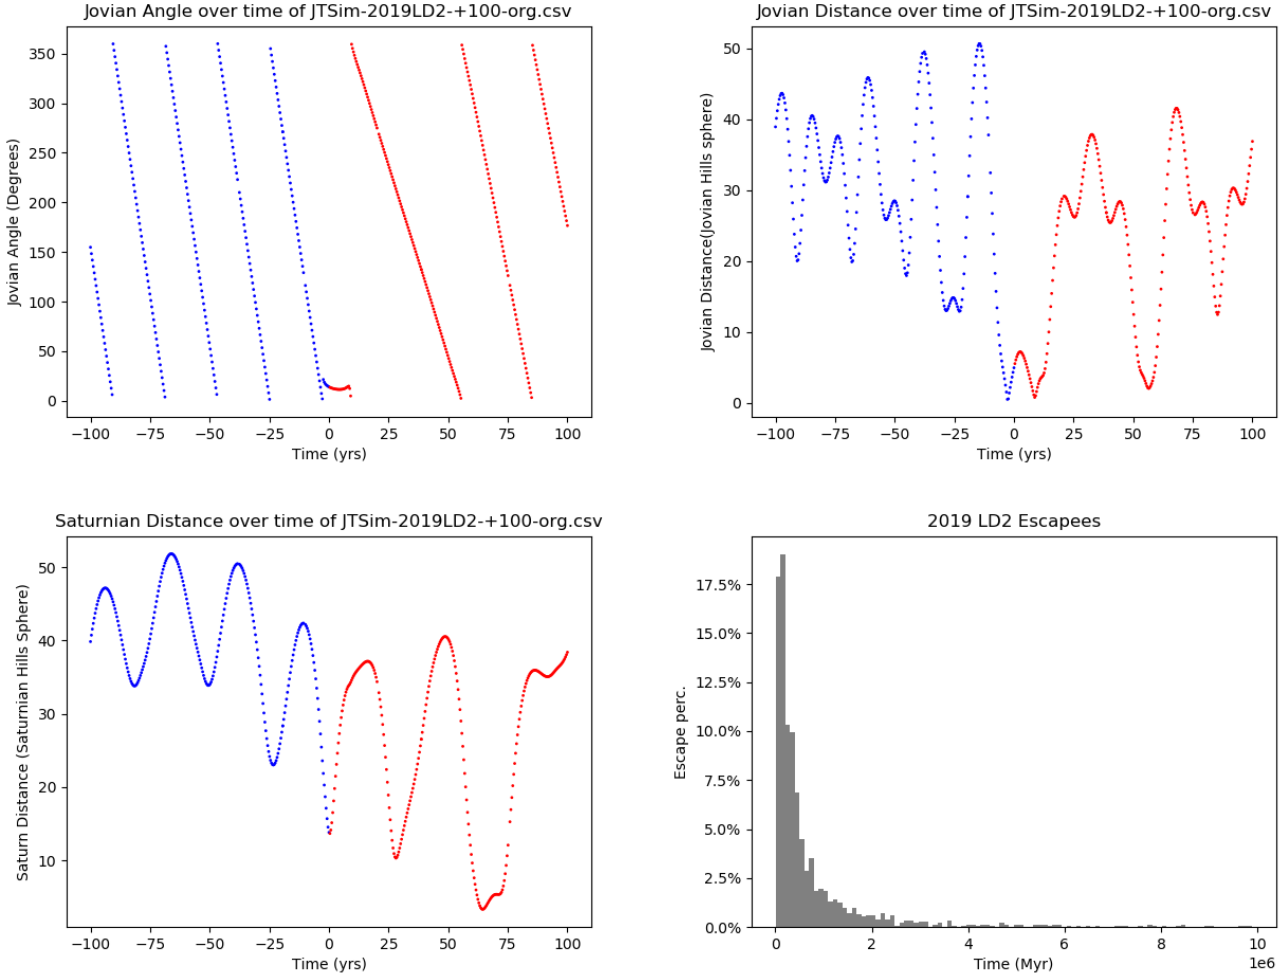 Jovian Angle over time of JTSim-2019LD2-+100-org.csv
Jovian Angle (Degrees)
350
300
250
200
150
100
50
0
−100 −75 −50 −25 0 25 50 75 100
Time (yrs)
Jovian Distance over time of JTSim-2019LD2-+100-org.csv
Jovian Distance(Jovian Hills sphere)
50
40
30
20
10
0
−100 −75 −50 −25 0 25 50 75 100
Time (yrs)
Saturnian Distance over time of JTSim-2019LD2-+100-org.csv
Saturn Distance (Saturnian Hills Sphere)
50
40
30
20
10
−100 −75 −50 −25 0 25 50 75 100
Time (yrs)
2019 LD2 Escapees
Escape perc.
17.5%
15.0%
12.5%
10.0%
7.5%
5.0%
2.5%
0.0%
0 2 4 6 8 10
1e6
Time (Myr)